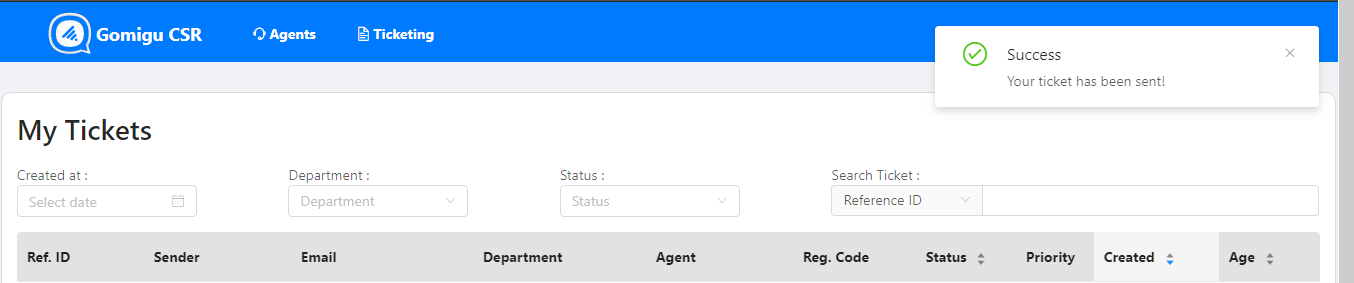 Gomigu CSR Agents Ticketing
Success
Your ticket has been sent!
My Tickets
Created at : Department : Status : Search Ticket :
Select date Department Status Reference ID
Ref. ID Sender Email Department Agent Reg. Code Status Priority Created Age